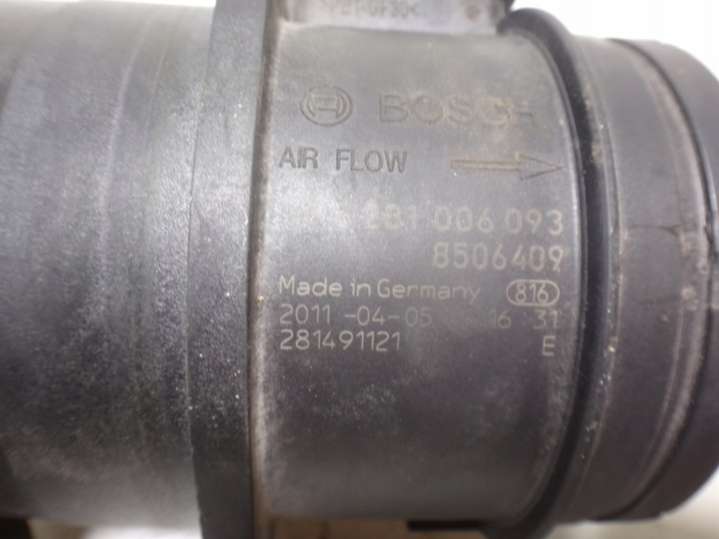 BOSCH
AIR FLOW
281 006 093
8506409
Made in Germany 816
2011-04-05 16 31
281491121 E